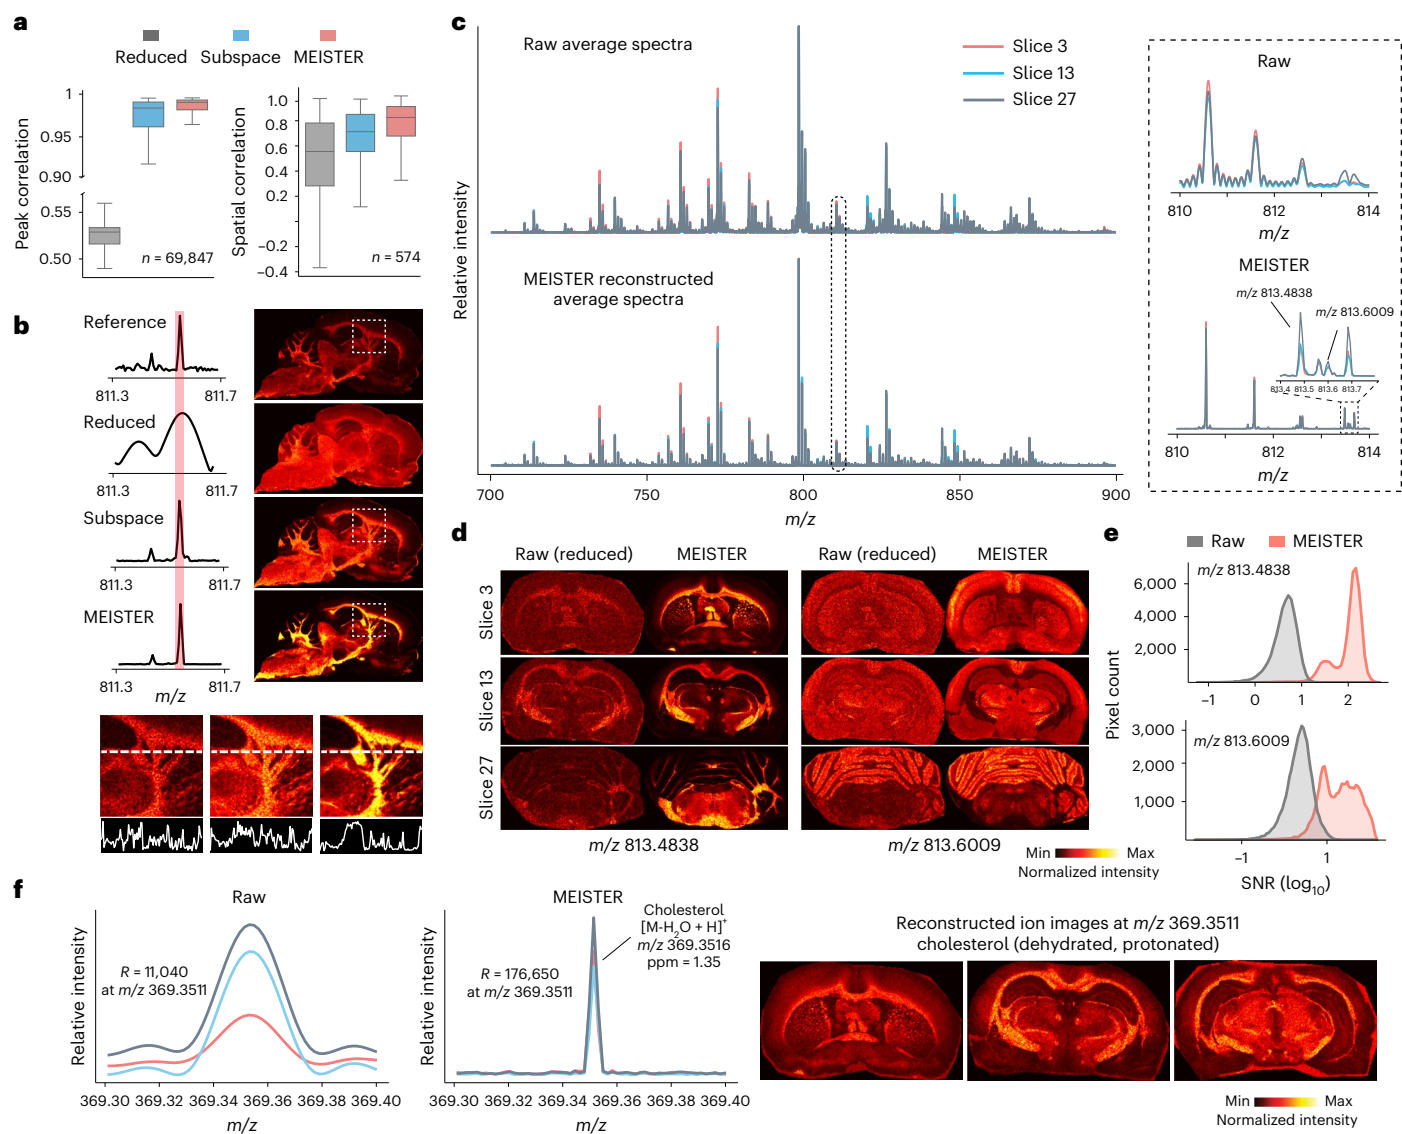 a
Reduced Subspace MEISTER
Peak correlation
1
0.95
0.90
0.55
0.50
n = 69,847
Spatial correlation
1.0
0.8
0.6
0.4
0.2
−0.2
−0.4
n = 574
b
Reference
811.3 811.7
Reduced
811.3 811.7
Subspace
811.3 811.7
MEISTER
811.3 811.7
m/z
c
Raw average spectra
Slice 3
Slice 13
Slice 27
Relative intensity
MEISTER reconstructed
average spectra
700 750 800 850 900
m/z
Raw
810 812 814
m/z
MEISTER
m/z 813.4838
m/z 813.6009
813.4 813.5 813.6 813.7
810 812 814
m/z
d
Raw (reduced) MEISTER Raw (reduced) MEISTER
Slice 3
Slice 13
Slice 27
m/z 813.4838 m/z 813.6009
Min Max
Normalized intensity
e
Raw MEISTER
m/z 813.4838
6,000
4,000
2,000
−1 0 1 2
Pixel count
m/z 813.6009
3,000
2,000
1,000
−1 1
SNR (log10)
f
Raw
Relative intensity
R = 11,040
at m/z 369.3511
369.30 369.32 369.34 369.36 369.38 369.40
m/z
MEISTER
Relative intensity
R = 176,650
at m/z 369.3511
Cholesterol
[M-H2O + H]+
m/z 369.3516
ppm = 1.35
369.30 369.32 369.34 369.36 369.38 369.40
m/z
Reconstructed ion images at m/z 369.3511
cholesterol (dehydrated, protonated)
Min Max
Normalized intensity